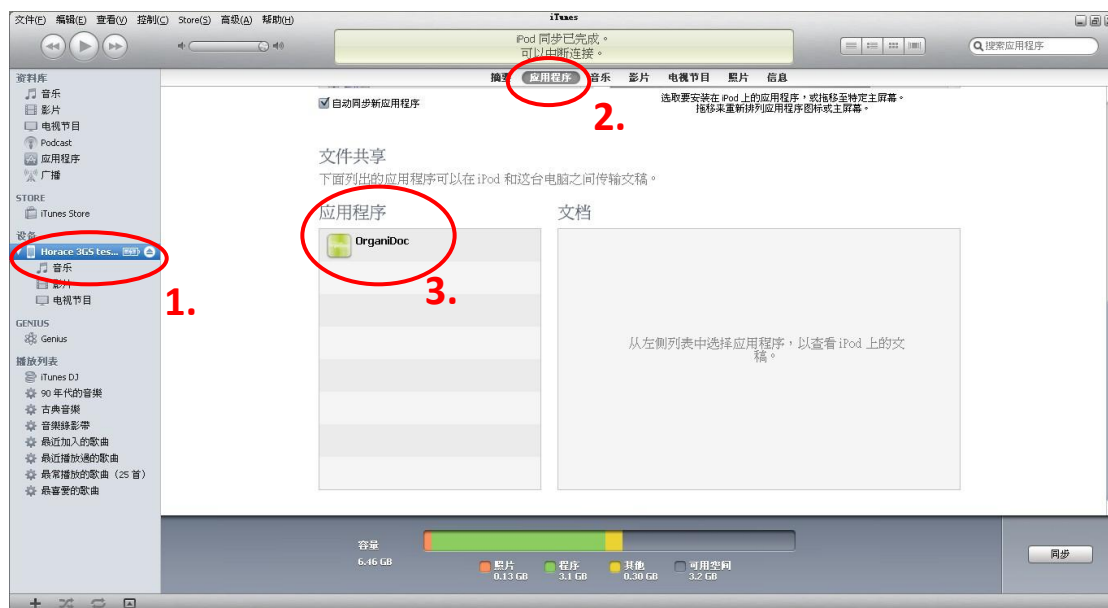 文件(F) 编辑(E) 查看(V) 控制(C) Store(S) 高级(A) 帮助(H)
iTunes
iPod 同步已完成。
可以中断连接。
搜索应用程序
资料库
音乐
影片
电视节目
Podcast
应用程序
广播
STORE
iTunes Store
设备
Horace 3GS tes...
音乐
影片
电视节目
GENIUS
Genius
播放列表
iTunes DJ
90 年代的音樂
古典音樂
音樂錄影帶
最近加入的歌曲
最近播放過的歌曲
最常播放的歌曲（25 首）
最喜愛的歌曲
1.
摘要 应用程序 音乐 影片 电视节目 照片 信息
2.
自动同步新应用程序
选取要安装在 iPod 上的应用程序，或拖移至特定主屏幕。
拖移来重新排列应用程序图标或主屏幕。
文件共享
下面列出的应用程序可以在 iPod 和这台电脑之间传输文稿。
应用程序
文档
OrganiDoc
3.
从左侧列表中选择应用程序，以查看 iPod 上的文
稿。
容量
6.46 GB
照片
0.13 GB
程序
3.1 GB
其他
0.30 GB
可用空间
3.2 GB
同步